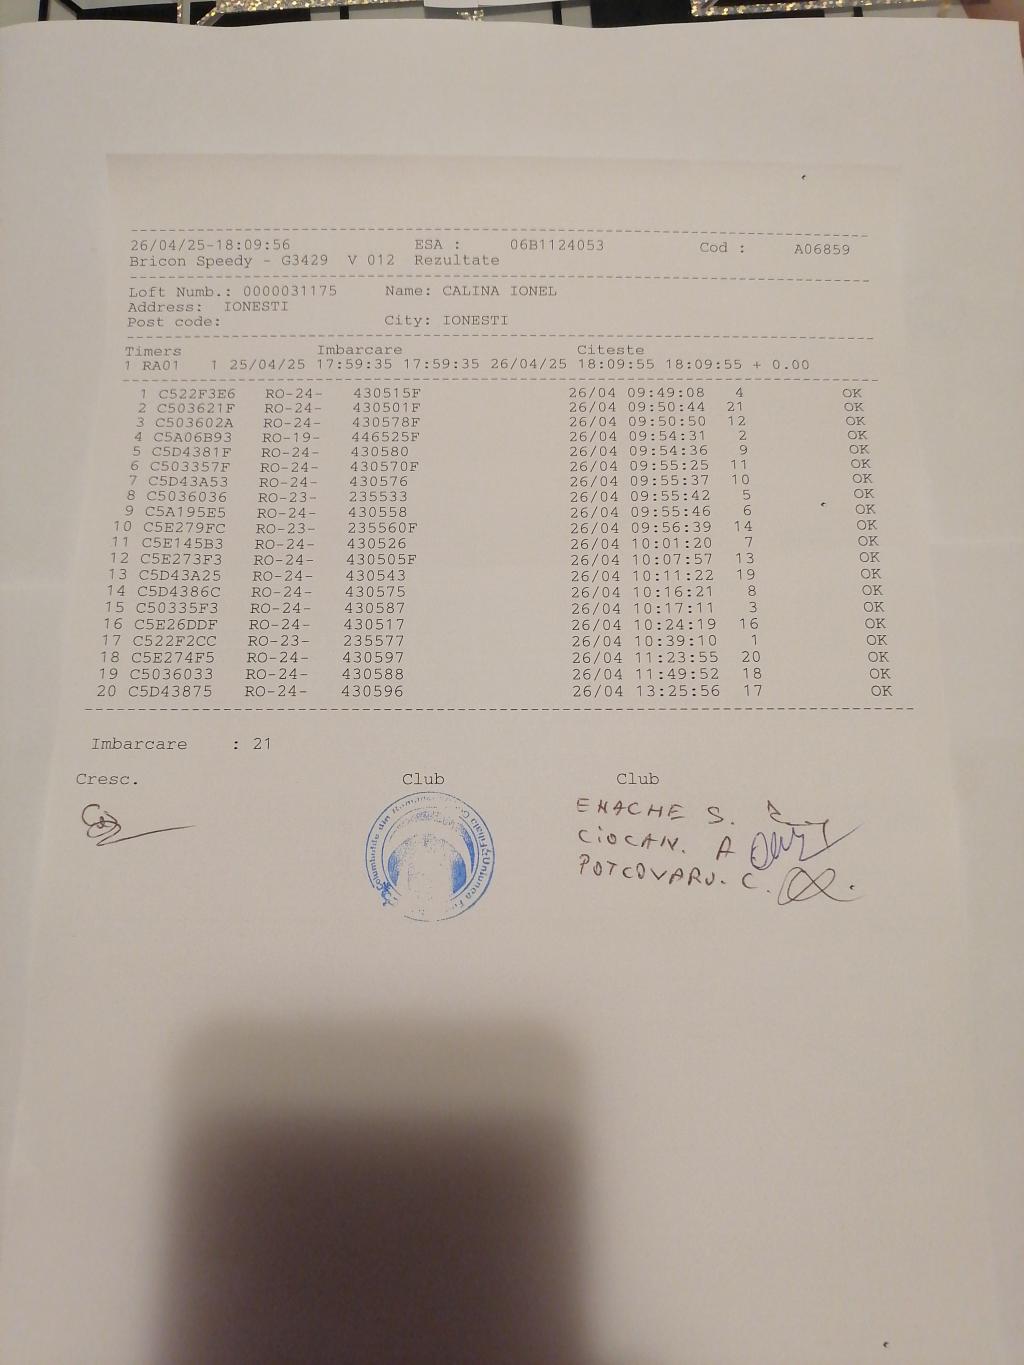 26/04/25-18:09:56 ESA : 06B1124053 Cod : A06859
Bricon Speedy - G3429 V 012 Rezultate
Loft Numb.: 0000031175 Name: CALINA IONEL
Address: IONESTI
Post code: City: IONESTI
Timers Imbarcare Citeste
1 RA01 1 25/04/25 17:59:35 17:59:35 26/04/25 18:09:55 18:09:55 + 0.00
1 C522F3E6 RO-24- 430515F 26/04 09:49:08 4 OK
2 C503621F RO-24- 430501F 26/04 09:50:44 21 OK
3 C503602A RO-24- 430578F 26/04 09:50:50 12 OK
4 C5A06B93 RO-19- 446525F 26/04 09:54:31 2 OK
5 C5D4381F RO-24- 430580 26/04 09:54:36 9 OK
6 C503357F RO-24- 430570F 26/04 09:55:25 11 OK
7 C5D43A53 RO-24- 430576 26/04 09:55:37 10 OK
8 C5036036 RO-23- 235533 26/04 09:55:42 5 OK
9 C5A195E5 RO-24- 430558 26/04 09:55:46 6 OK
10 C5E279FC RO-23- 235560F 26/04 09:56:39 14 OK
11 C5E145B3 RO-24- 430526 26/04 10:01:20 7 OK
12 C5E273F3 RO-24- 430505F 26/04 10:07:57 13 OK
13 C5D43A25 RO-24- 430543 26/04 10:11:22 19 OK
14 C5D4386C RO-24- 430575 26/04 10:16:21 8 OK
15 C50335F3 RO-24- 430587 26/04 10:17:11 3 OK
16 C5E26DDF RO-24- 430517 26/04 10:24:19 16 OK
17 C522F2CC RO-23- 235577 26/04 10:39:10 1 OK
18 C5E274F5 RO-24- 430597 26/04 11:23:55 20 OK
19 C5036033 RO-24- 430588 26/04 11:49:52 18 OK
20 C5D43875 RO-24- 430596 26/04 13:25:56 17 OK
Imbarcare : 21
Cresc. Club Club
ENACHE S.
CIOCAN. A
POTCOVARU. C.